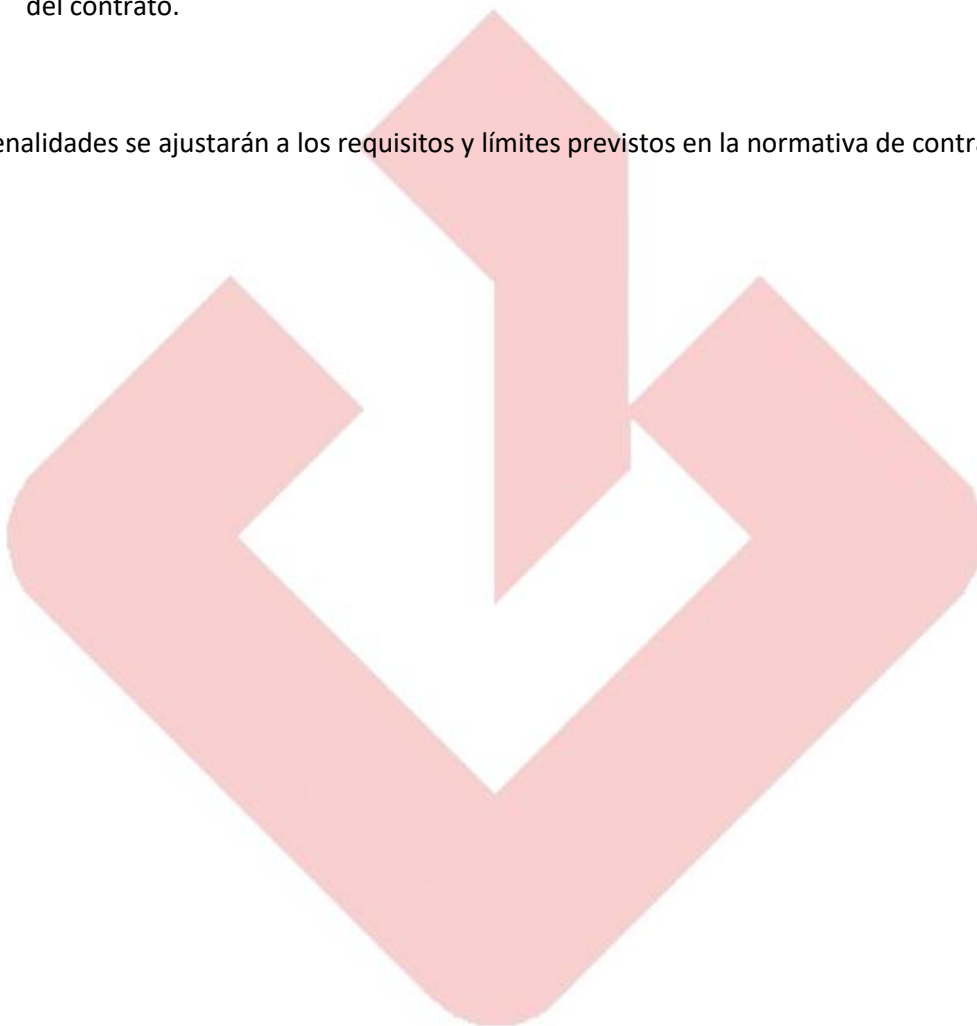 del contrato.
enalidades se ajustarán a los requisitos y límites previstos en la normativa de contra